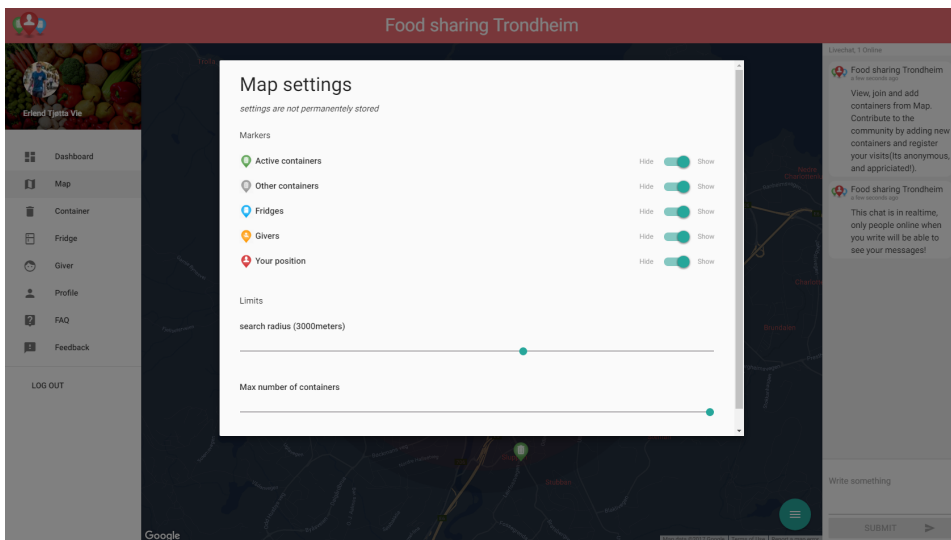 Food sharing Trondheim
Erlend Tjøtta Vie
Dashboard
Map
Container
Fridge
Giver
Profile
FAQ
Feedback
LOG OUT
Map settings
settings are not permanentely stored
Markers
Active containers Hide Show
Other containers Hide Show
Fridges Hide Show
Givers Hide Show
Your position Hide Show
Limits
search radius (3000meters)
Max number of containers
Google
Livechat, 1 Online
Food sharing Trondheim
a few seconds ago
View, join and add
containers from Map.
Contribute to the
community by adding new
containers and register
your visits(Its anonymous,
and appriciated!).
Food sharing Trondheim
a few seconds ago
This chat is in realtime,
only people online when
you write will be able to
see your messages!
Write something
SUBMIT